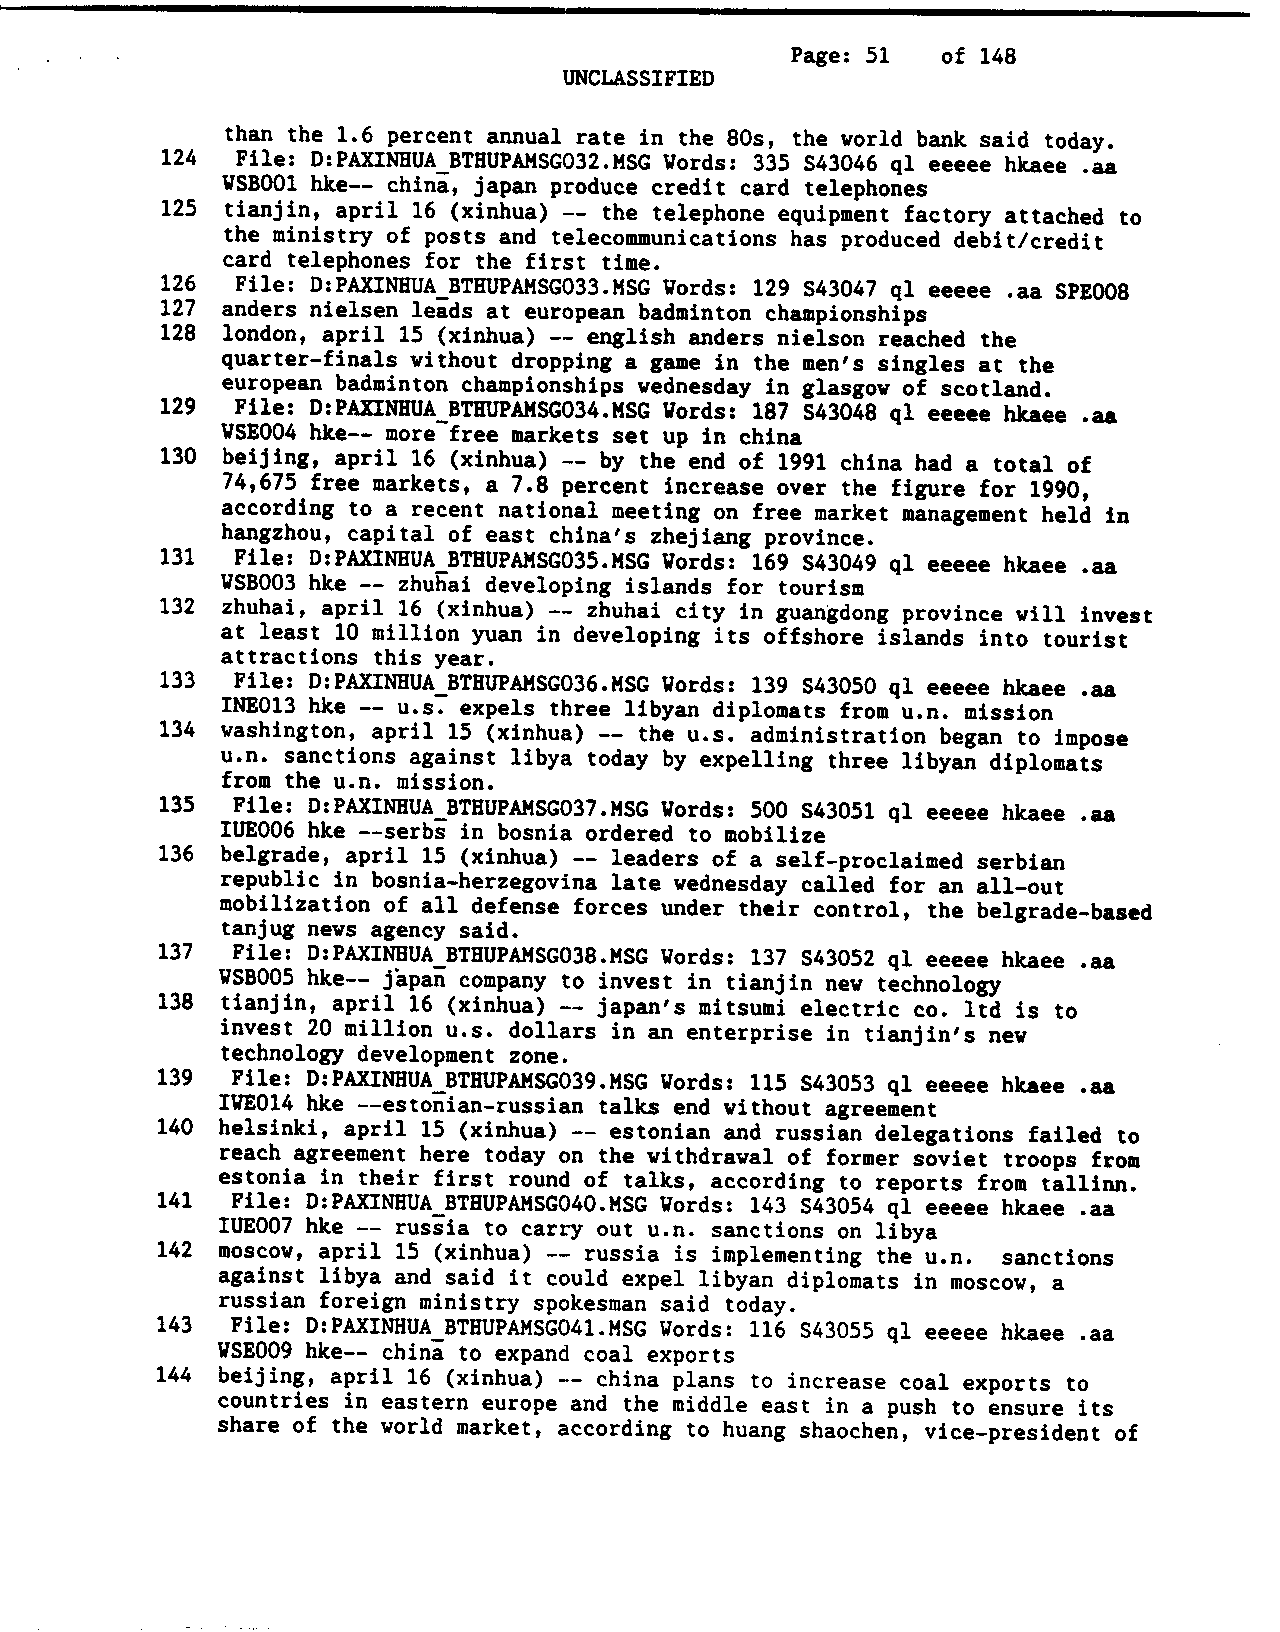 Page: 51 of 148
UNCLASSIFIED
than the 1.6 percent annual rate in the 80s, the world bank said today.
124 File: D:PAXINHUA_BTHUPAMSG032.MSG Words: 335 S43046 ql eeeee hkaee .aa
WSB001 hke-- china, japan produce credit card telephones
125 tianjin, april 16 (xinhua) -- the telephone equipment factory attached to
the ministry of posts and telecommunications has produced debit/credit
card telephones for the first time.
126 File: D:PAXINHUA_BTHUPAMSG033.MSG Words: 129 S43047 ql eeeee .aa SPE008
127 anders nielsen leads at european badminton championships
128 london, april 15 (xinhua) -- english anders nielson reached the
quarter-finals without dropping a game in the men's singles at the
european badminton championships wednesday in glasgow of scotland.
129 File: D:PAXINHUA_BTHUPAMSG034.MSG Words: 187 S43048 ql eeeee hkaee .aa
WSE004 hke-- more free markets set up in china
130 beijing, april 16 (xinhua) -- by the end of 1991 china had a total of
74,675 free markets, a 7.8 percent increase over the figure for 1990,
according to a recent national meeting on free market management held in
hangzhou, capital of east china's zhejiang province.
131 File: D:PAXINHUA_BTHUPAMSG035.MSG Words: 169 S43049 ql eeeee hkaee .aa
WSB003 hke -- zhuhai developing islands for tourism
132 zhuhai, april 16 (xinhua) -- zhuhai city in guangdong province will invest
at least 10 million yuan in developing its offshore islands into tourist
attractions this year.
133 File: D:PAXINHUA_BTHUPAMSG036.MSG Words: 139 S43050 ql eeeee hkaee .aa
INE013 hke -- u.s. expels three libyan diplomats from u.n. mission
134 washington, april 15 (xinhua) -- the u.s. administration began to impose
u.n. sanctions against libya today by expelling three libyan diplomats
from the u.n. mission.
135 File: D:PAXINHUA_BTHUPAMSG037.MSG Words: 500 S43051 ql eeeee hkaee .aa
IUE006 hke --serbs in bosnia ordered to mobilize
136 belgrade, april 15 (xinhua) -- leaders of a self-proclaimed serbian
republic in bosnia-herzegovina late wednesday called for an all-out
mobilization of all defense forces under their control, the belgrade-based
tanjug news agency said.
137 File: D:PAXINHUA_BTHUPAMSG038.MSG Words: 137 S43052 ql eeeee hkaee .aa
WSB005 hke-- japan company to invest in tianjin new technology
138 tianjin, april 16 (xinhua) -- japan's mitsumi electric co. ltd is to
invest 20 million u.s. dollars in an enterprise in tianjin's new
technology development zone.
139 File: D:PAXINHUA_BTHUPAMSG039.MSG Words: 115 S43053 ql eeeee hkaee .aa
IWE014 hke --estonian-russian talks end without agreement
140 helsinki, april 15 (xinhua) -- estonian and russian delegations failed to
reach agreement here today on the withdrawal of former soviet troops from
estonia in their first round of talks, according to reports from tallinn.
141 File: D:PAXINHUA_BTHUPAMSG040.MSG Words: 143 S43054 ql eeeee hkaee .aa
IUE007 hke -- russia to carry out u.n. sanctions on libya
142 moscow, april 15 (xinhua) -- russia is implementing the u.n. sanctions
against libya and said it could expel libyan diplomats in moscow, a
russian foreign ministry spokesman said today.
143 File: D:PAXINHUA_BTHUPAMSG041.MSG Words: 116 S43055 ql eeeee hkaee .aa
WSE009 hke-- china to expand coal exports
144 beijing, april 16 (xinhua) -- china plans to increase coal exports to
countries in eastern europe and the middle east in a push to ensure its
share of the world market, according to huang shaochen, vice-president of